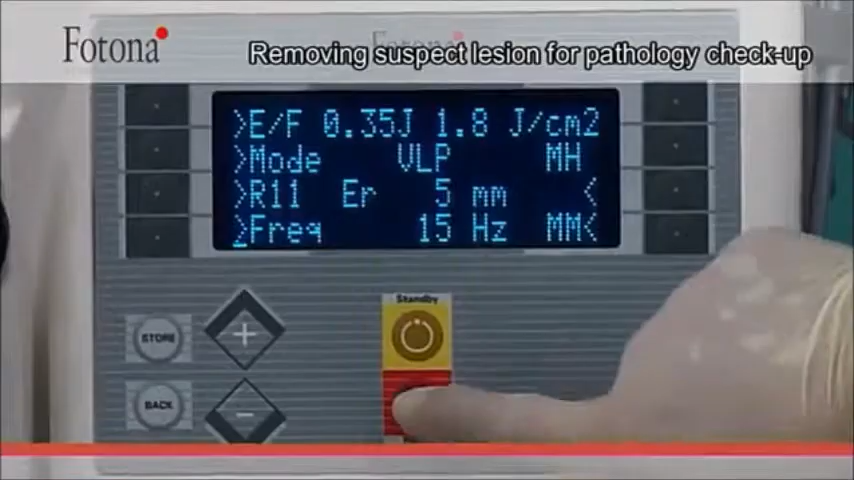 Fotona
Removing suspect lesion for pathology check-up
>E/F 0.35J 1.8 J/cm2
>Mode VLP MH
>R11 Er 5 mm <
>Freq 15 Hz MM<
Standby
STORE
BACK